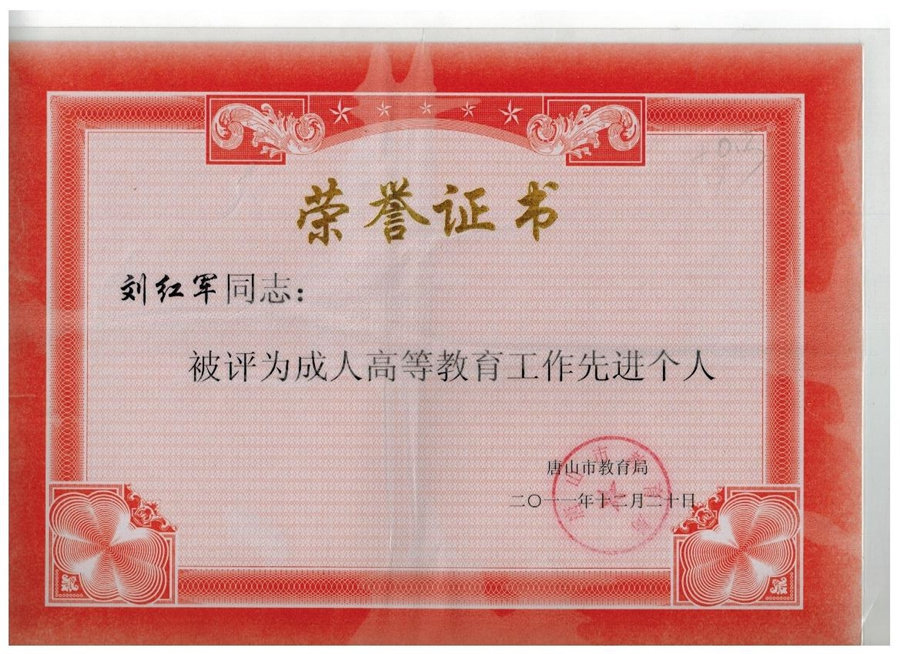 荣誉证书
刘红军同志：
被评为成人高等教育工作先进个人
唐山市教育局
二〇一一年十二月二十日